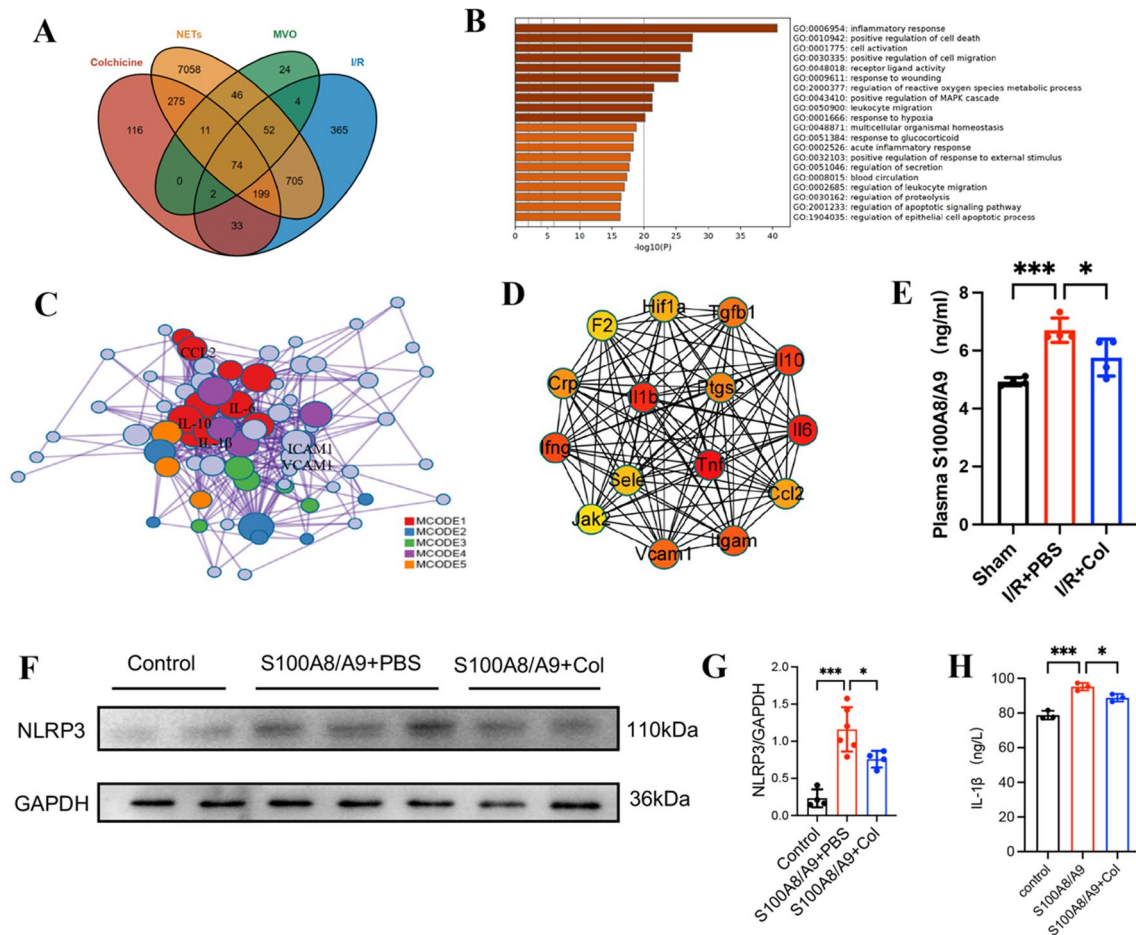 A
NETs
MVO
Colchicine
I/R
7058
24
275
46
4
116
11
52
365
74
0
2
199
705
33
B
GO:0006954: inflammatory response
GO:0010942: positive regulation of cell death
GO:0001775: cell activation
GO:0030335: positive regulation of cell migration
GO:0048018: receptor ligand activity
GO:0009611: response to wounding
GO:2000377: regulation of reactive oxygen species metabolic process
GO:0043410: positive regulation of MAPK cascade
GO:0050900: leukocyte migration
GO:0001666: response to hypoxia
GO:0048871: multicellular organismal homeostasis
GO:0051384: response to glucocorticoid
GO:0002526: acute inflammatory response
GO:0032103: positive regulation of response to external stimulus
GO:0051046: regulation of secretion
GO:0008015: blood circulation
GO:0002685: regulation of leukocyte migration
GO:0030162: regulation of proteolysis
GO:2001233: regulation of apoptotic signaling pathway
GO:1904035: regulation of epithelial cell apoptotic process
0 5 10 15 20 25 30 35 40
-log10(P)
C
CCL2
IL-6
IL-10
IL-1β
ICAM1
VCAM1
MCODE1
MCODE2
MCODE3
MCODE4
MCODE5
D
Hif1a
Tgfb1
F2
Il10
Crp
Ptgs2
Il1b
Ifng
Il6
Tnf
Sele
Ccl2
Jak2
Vcam1
Itgam
E
*** *
Plasma S100A8/A9 (ng/ml)
8
6
4
2
0
Sham
I/R+PBS
I/R+Col
F
Control S100A8/A9+PBS S100A8/A9+Col
NLRP3 110kDa
GAPDH 36kDa
G
*** *
NLRP3/GAPDH
2.0
1.5
1.0
0.5
0.0
Control
S100A8/A9+PBS
S100A8/A9+Col
H
*** *
IL-1β (ng/L)
100
80
60
40
20
0
control
S100A8/A9
S100A8/A9+Col